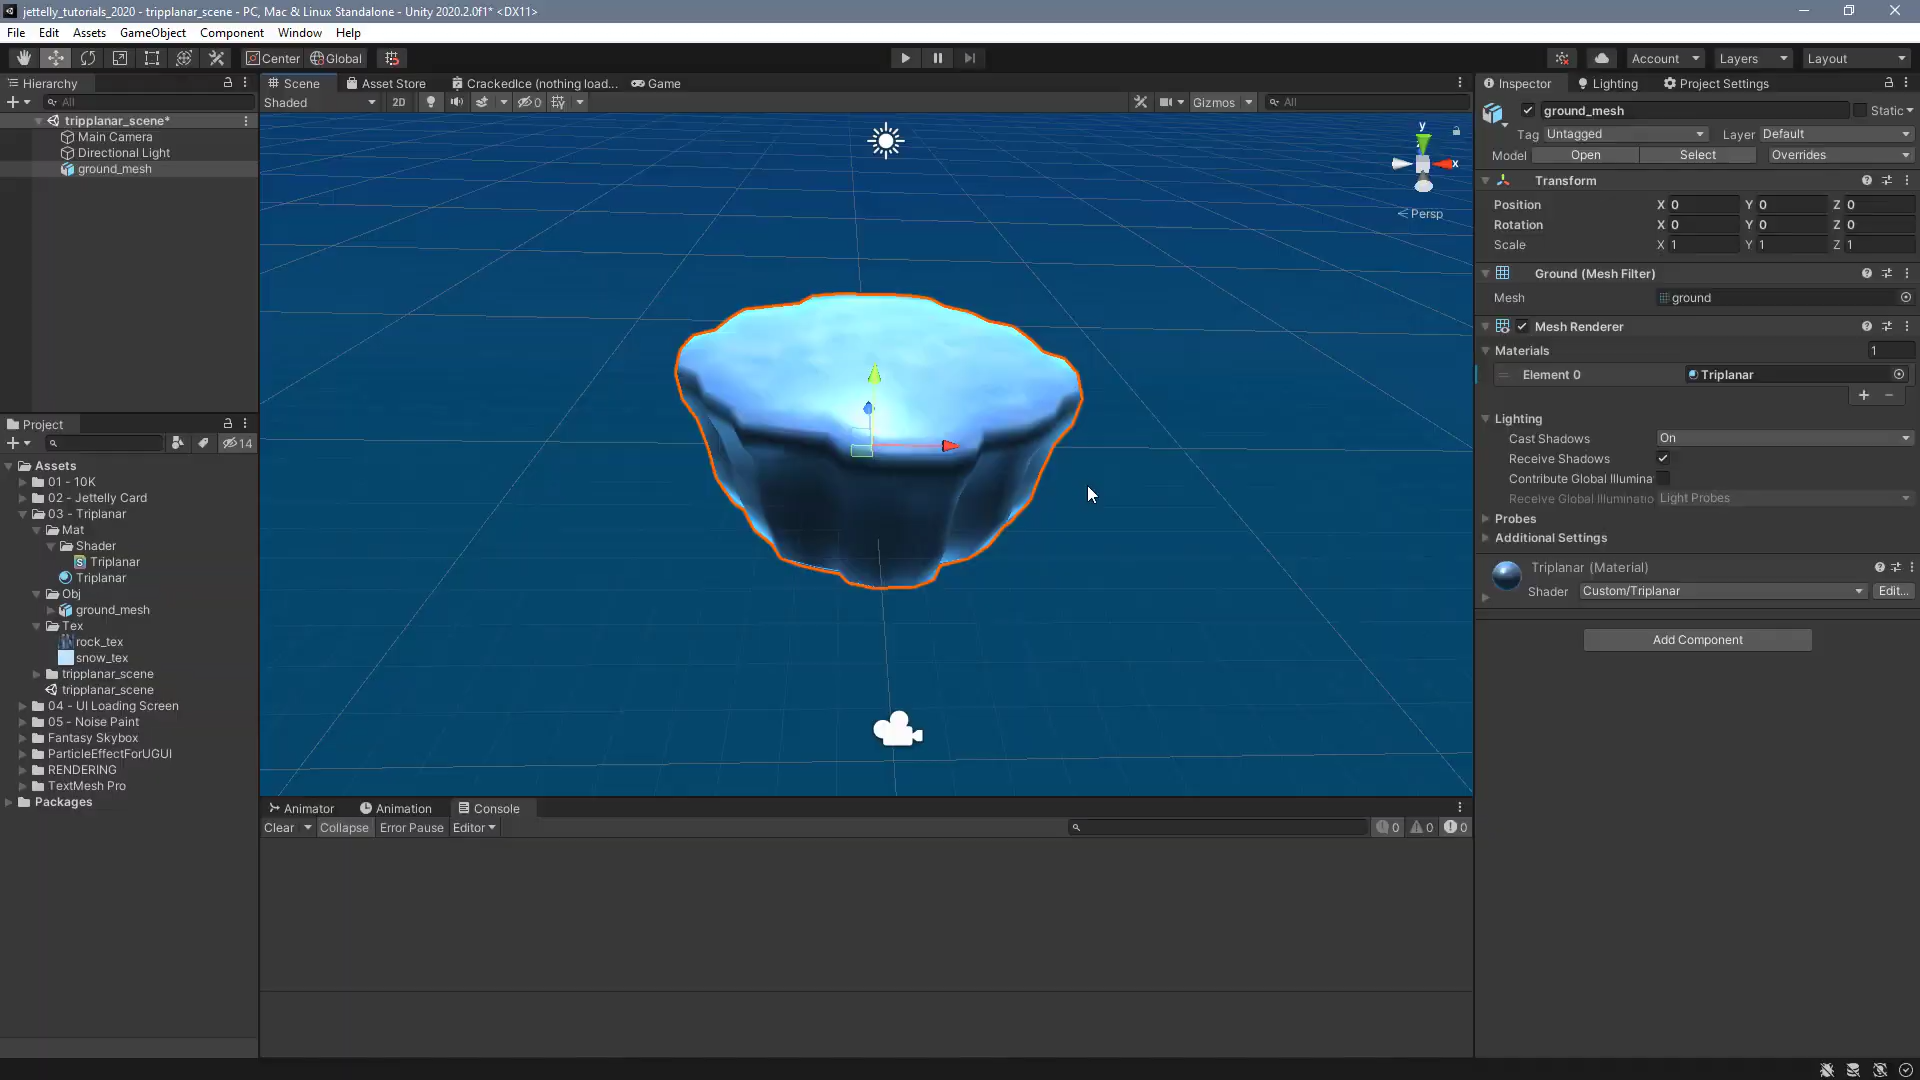 jettelly_tutorials_2020 - tripplanar_scene - PC, Mac & Linux Standalone - Unity 2020.2.0f1* <DX11>
File Edit Assets GameObject Component Window Help
Center Global Account Layers Layout
Hierarchy
All
tripplanar_scene*
Main Camera
Directional Light
ground_mesh
Scene Asset Store CrackedIce (nothing load... Game
Shaded 2D 0 Gizmos All
y
x
< Persp
Project
14
Assets
01 - 10K
02 - Jettelly Card
03 - Triplanar
Mat
Shader
Triplanar
Triplanar
Obj
ground_mesh
Tex
rock_tex
snow_tex
tripplanar_scene
tripplanar_scene
04 - UI Loading Screen
05 - Noise Paint
Fantasy Skybox
ParticleEffectForUGUI
RENDERING
TextMesh Pro
Packages
Animator Animation Console
Clear Collapse Error Pause Editor 0 0 0
Inspector Lighting Project Settings
ground_mesh Static
Tag Untagged Layer Default
Model Open Select Overrides
Transform
Position X 0 Y 0 Z 0
Rotation X 0 Y 0 Z 0
Scale X 1 Y 1 Z 1
Ground (Mesh Filter)
Mesh ground
Mesh Renderer
Materials 1
Element 0 Triplanar
Lighting
Cast Shadows On
Receive Shadows
Contribute Global Illumina
Receive Global Illuminatio Light Probes
Probes
Additional Settings
Triplanar (Material)
Shader Custom/Triplanar Edit...
Add Component